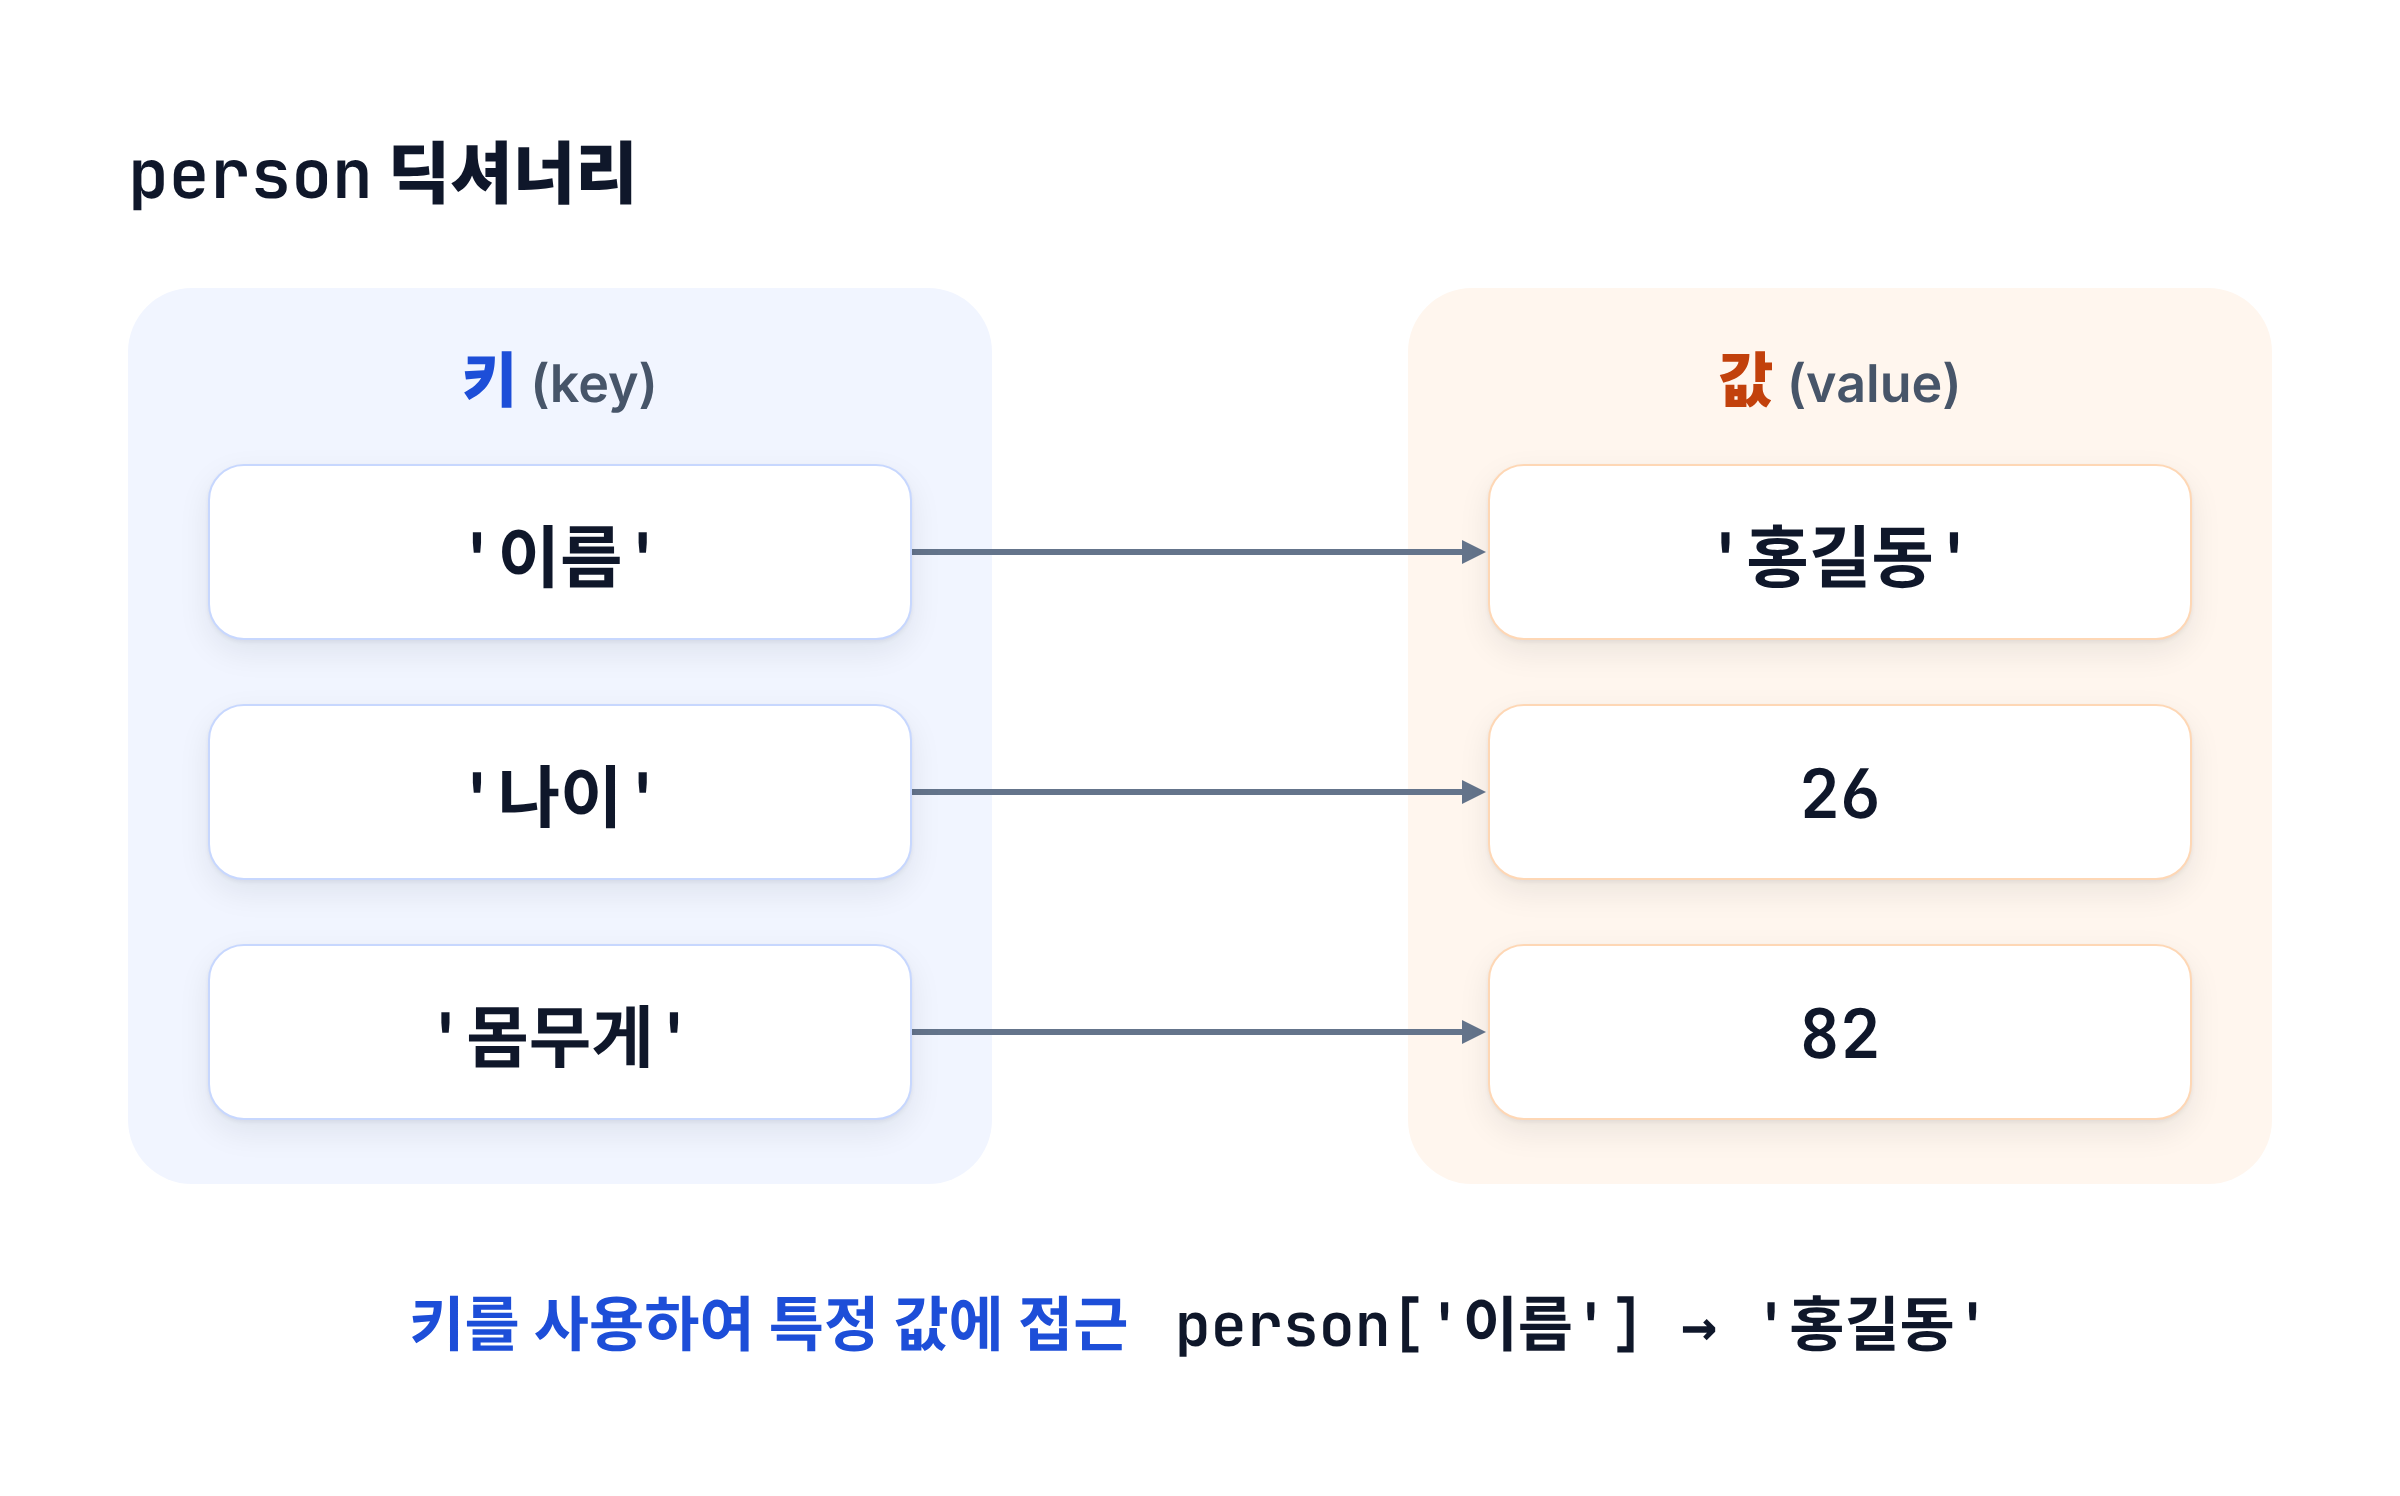 person 딕셔너리
키 (key)
값 (value)
'이름'
'홍길동'
'나이'
26
'몸무게'
82
키를 사용하여 특정 값에 접근 person['이름'] → '홍길동'